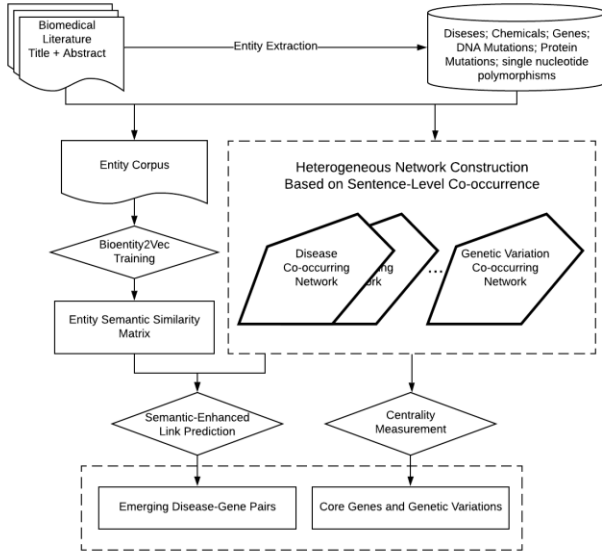 Biomedical
Literature
Title + Abstract
Entity Extraction
Diseses; Chemicals; Genes;
DNA Mutations; Protein
Mutations; single nucleotide
polymorphisms
Entity Corpus
Bioentity2Vec
Training
Entity Semantic Similarity
Matrix
Heterogeneous Network Construction
Based on Sentence-Level Co-occurrence
Disease
Co-occurring
Network
...
Genetic Variation
Co-occurring
Network
Semantic-Enhanced
Link Prediction
Centrality
Measurement
Emerging Disease-Gene Pairs
Core Genes and Genetic Variations